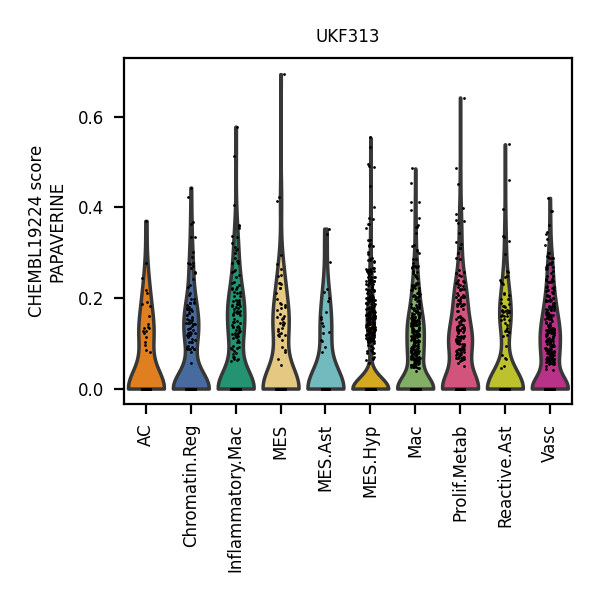 UKF313
CHEMBL19224 score
PAPAVERINE
0.6
0.4
0.2
0.0
AC
Chromatin.Reg
Inflammatory.Mac
MES
MES.Ast
MES.Hyp
Mac
Prolif.Metab
Reactive.Ast
Vasc